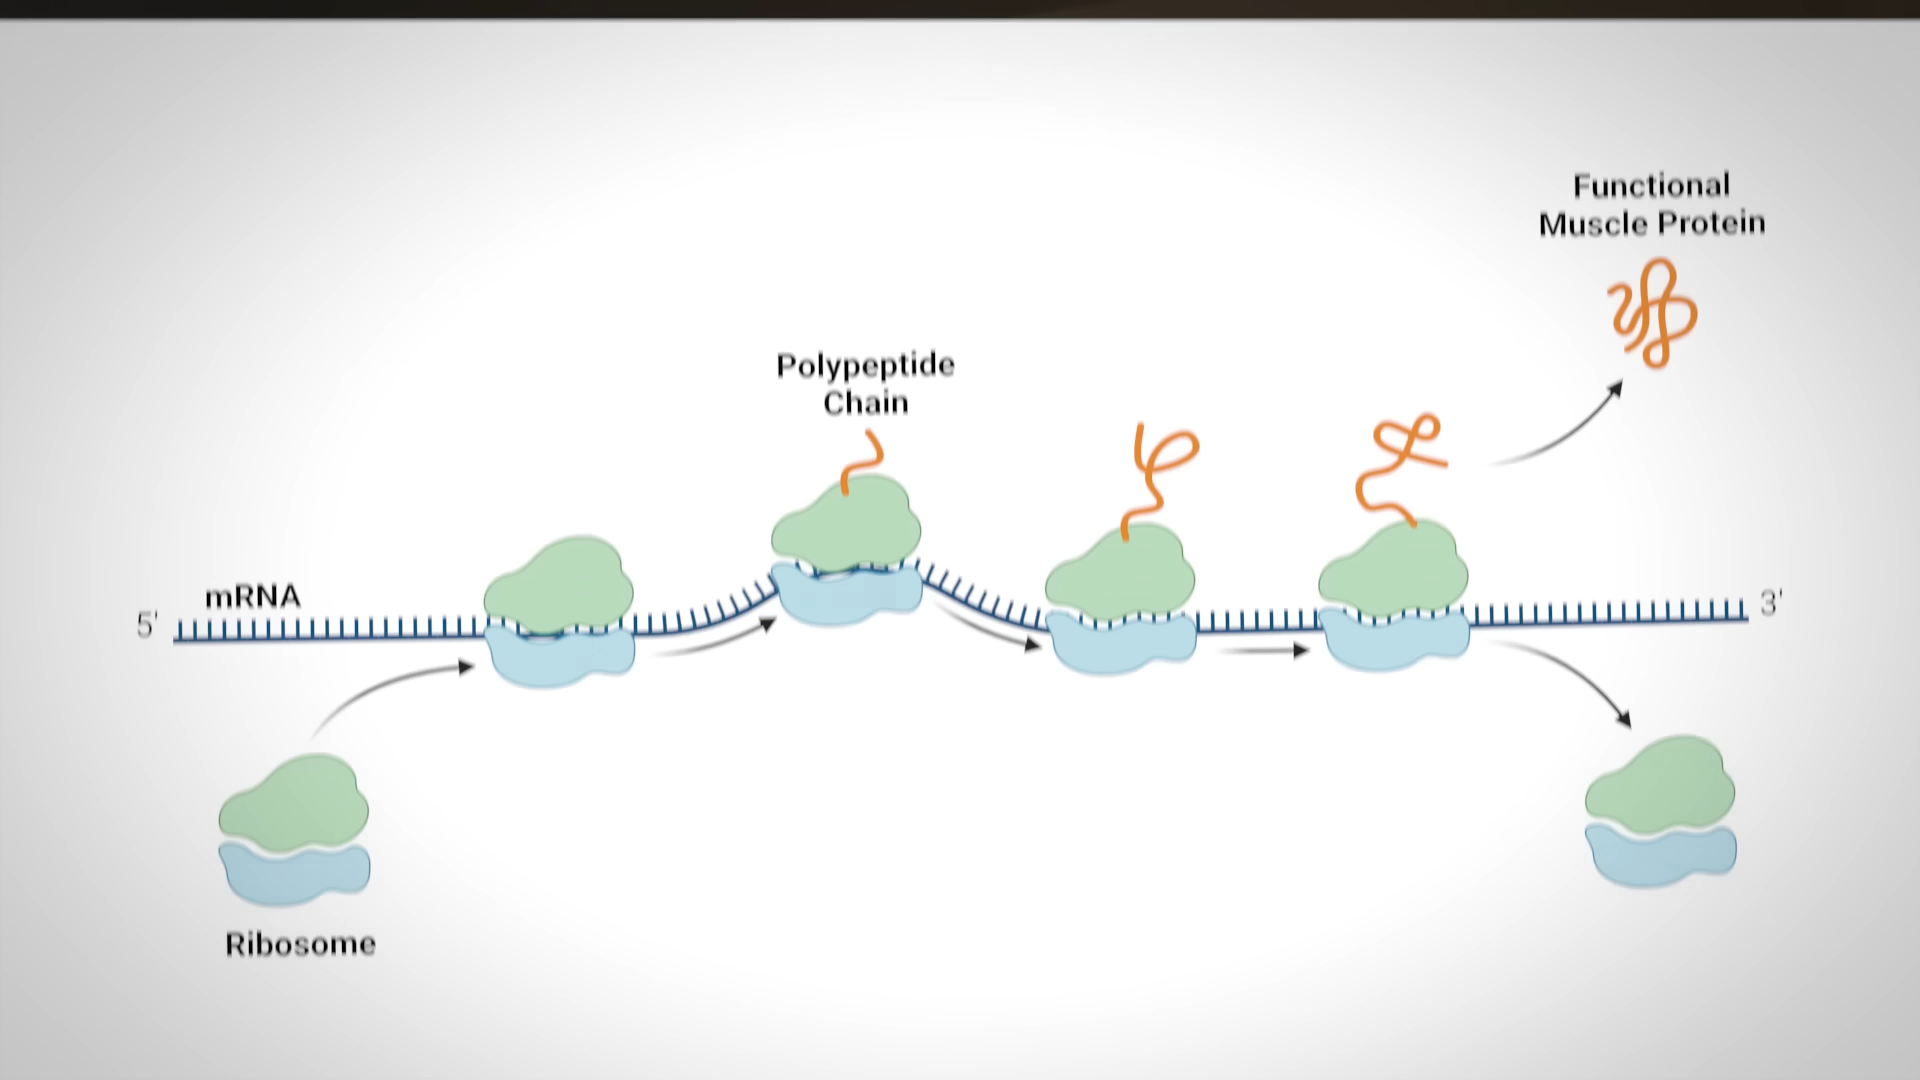 Functional
Muscle Protein
Polypeptide
Chain
mRNA
5'
3'
Ribosome